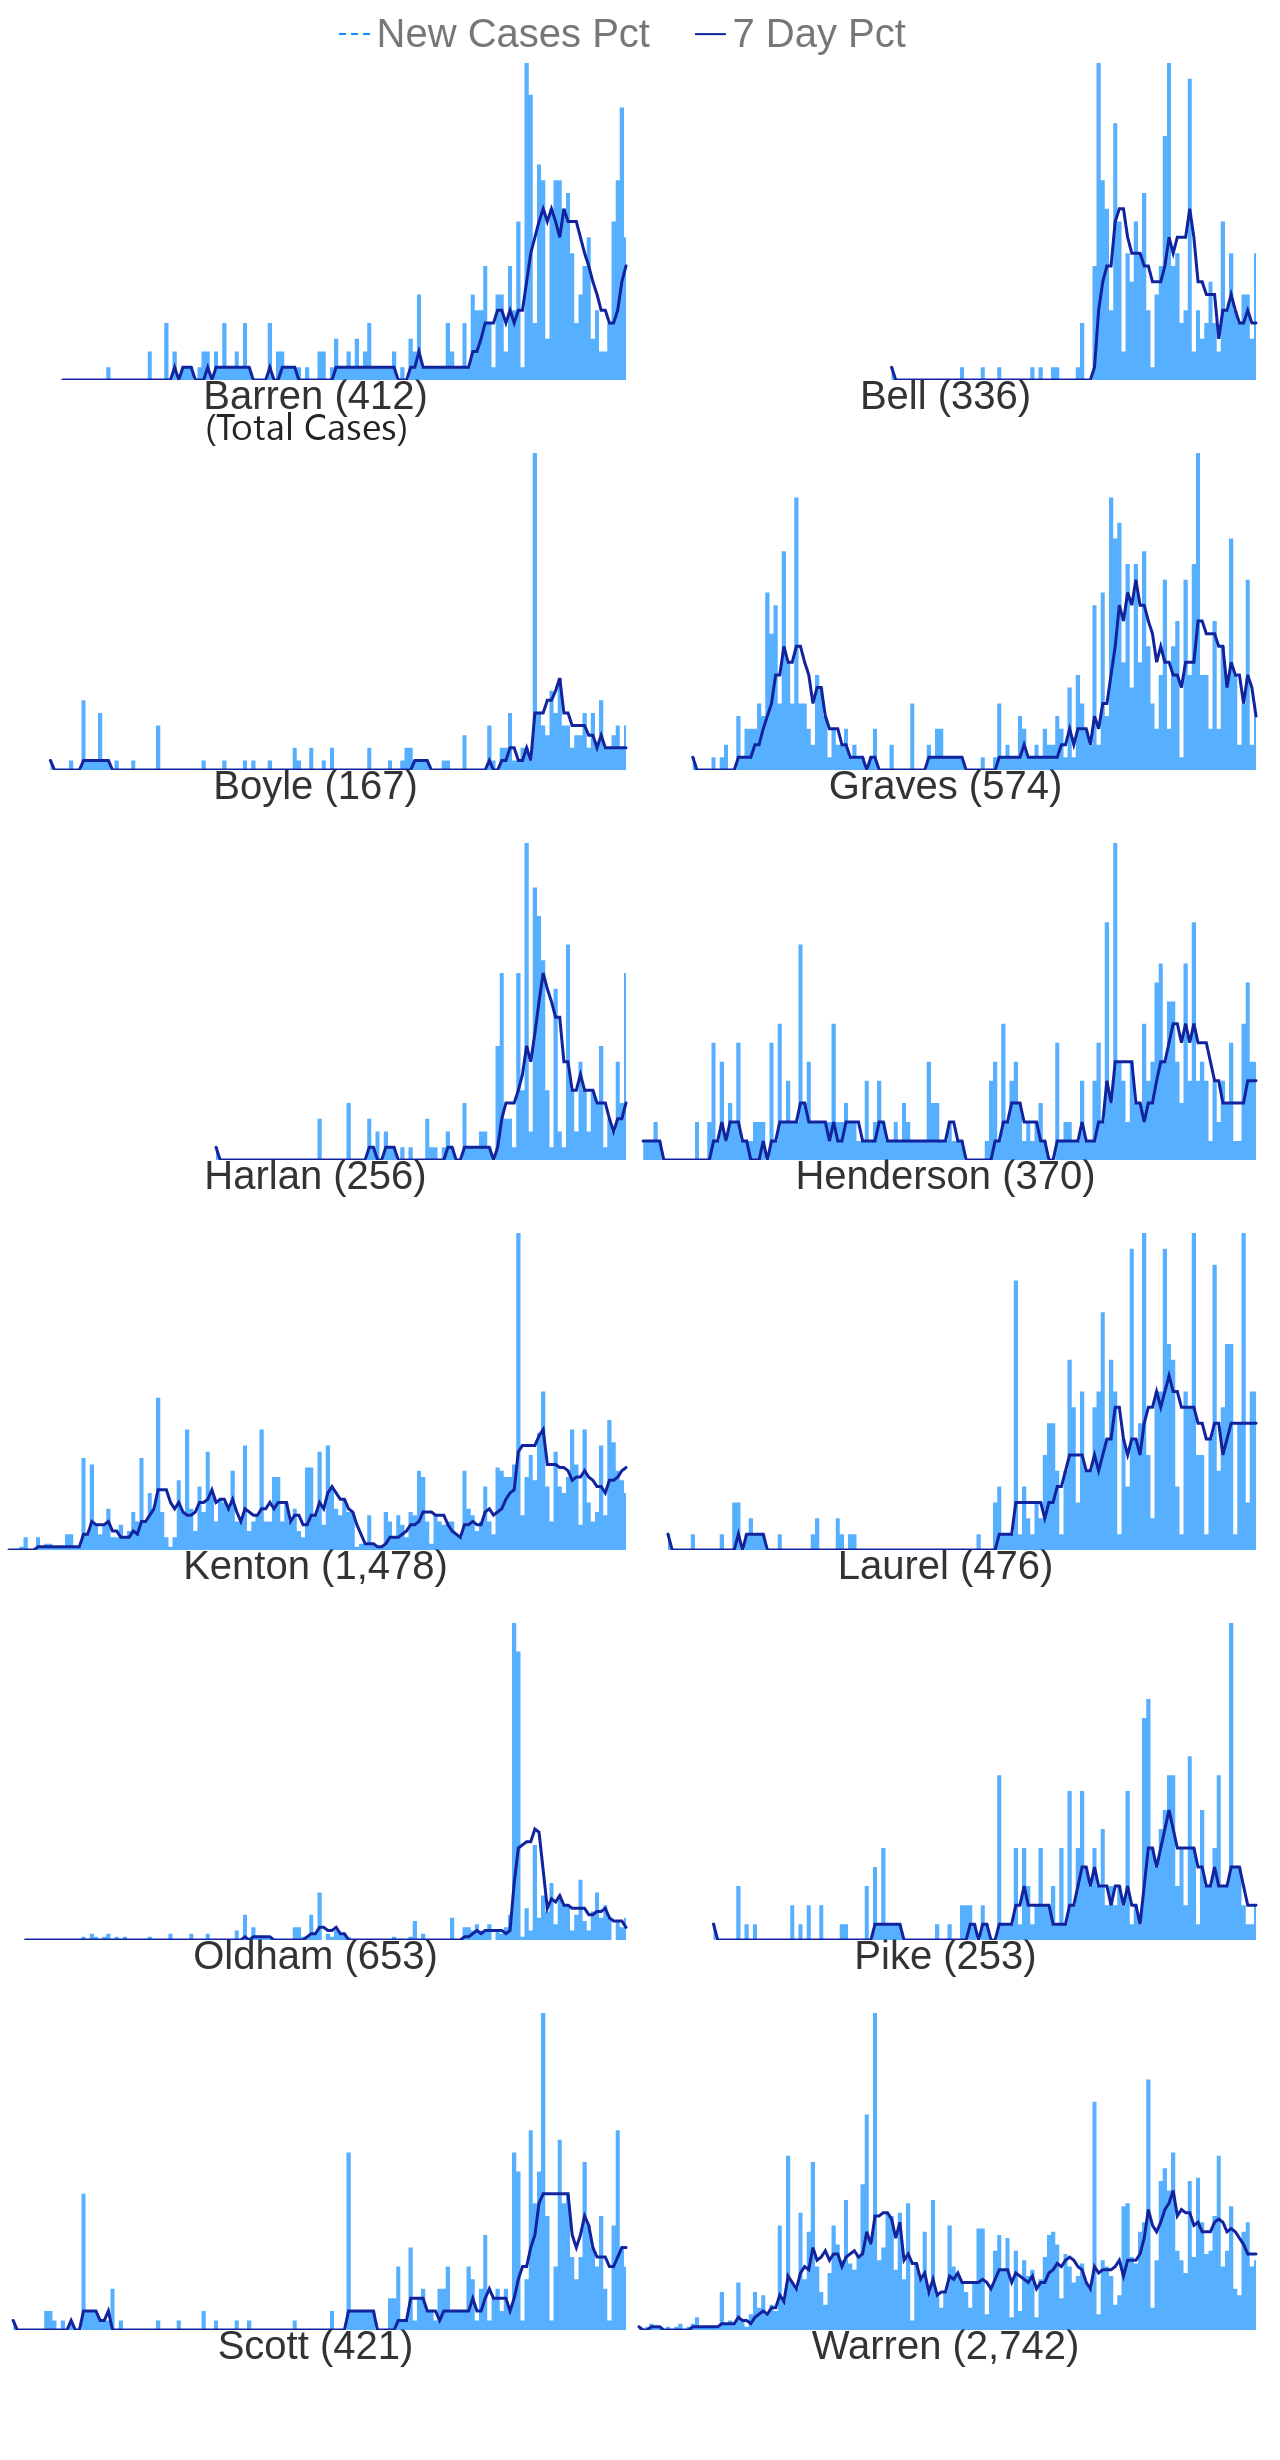 New Cases Pct 7 Day Pct
Barren (412) Bell (336)
(Total Cases)
Boyle (167) Graves (574)
Harlan (256) Henderson (370)
Kenton (1,478) Laurel (476)
Oldham (653) Pike (253)
Scott (421) Warren (2,742)